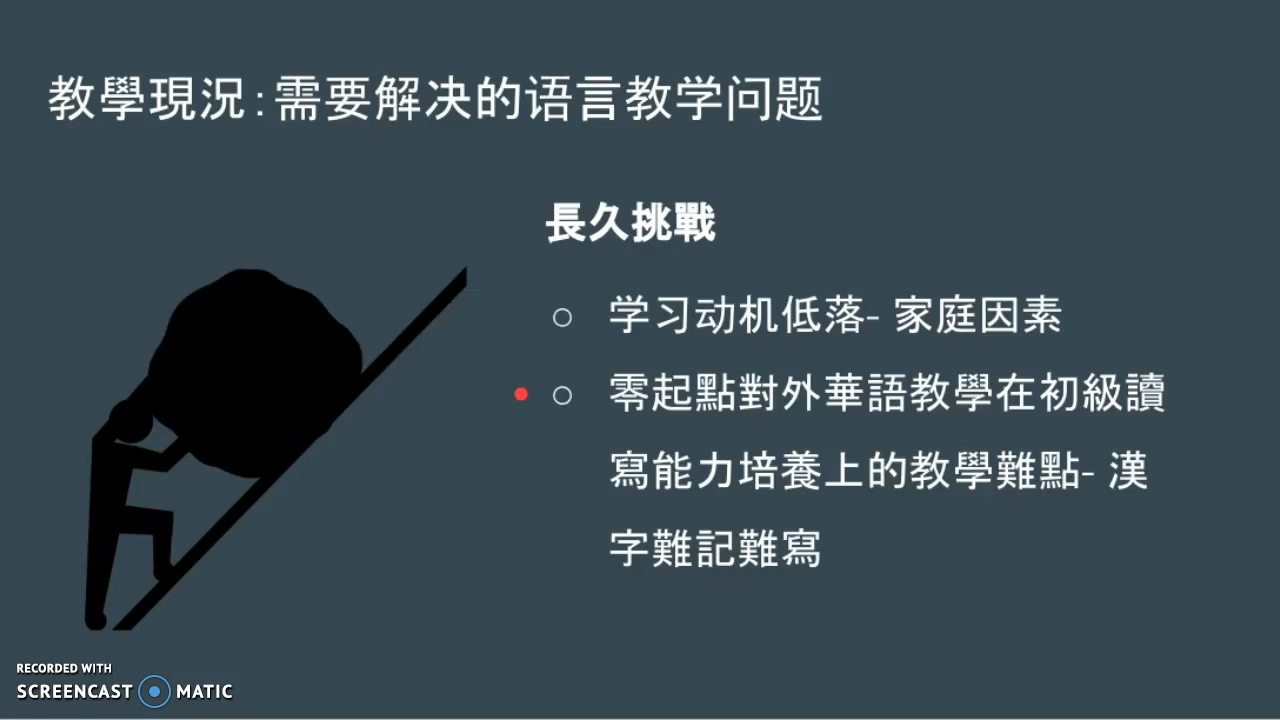 教學現況:需要解决的语言教学问题
長久挑戰
○ 学习动机低落- 家庭因素
○ 零起點對外華語教學在初級讀
寫能力培養上的教學難點- 漢
字難記難寫
RECORDED WITH
SCREENCAST MATIC